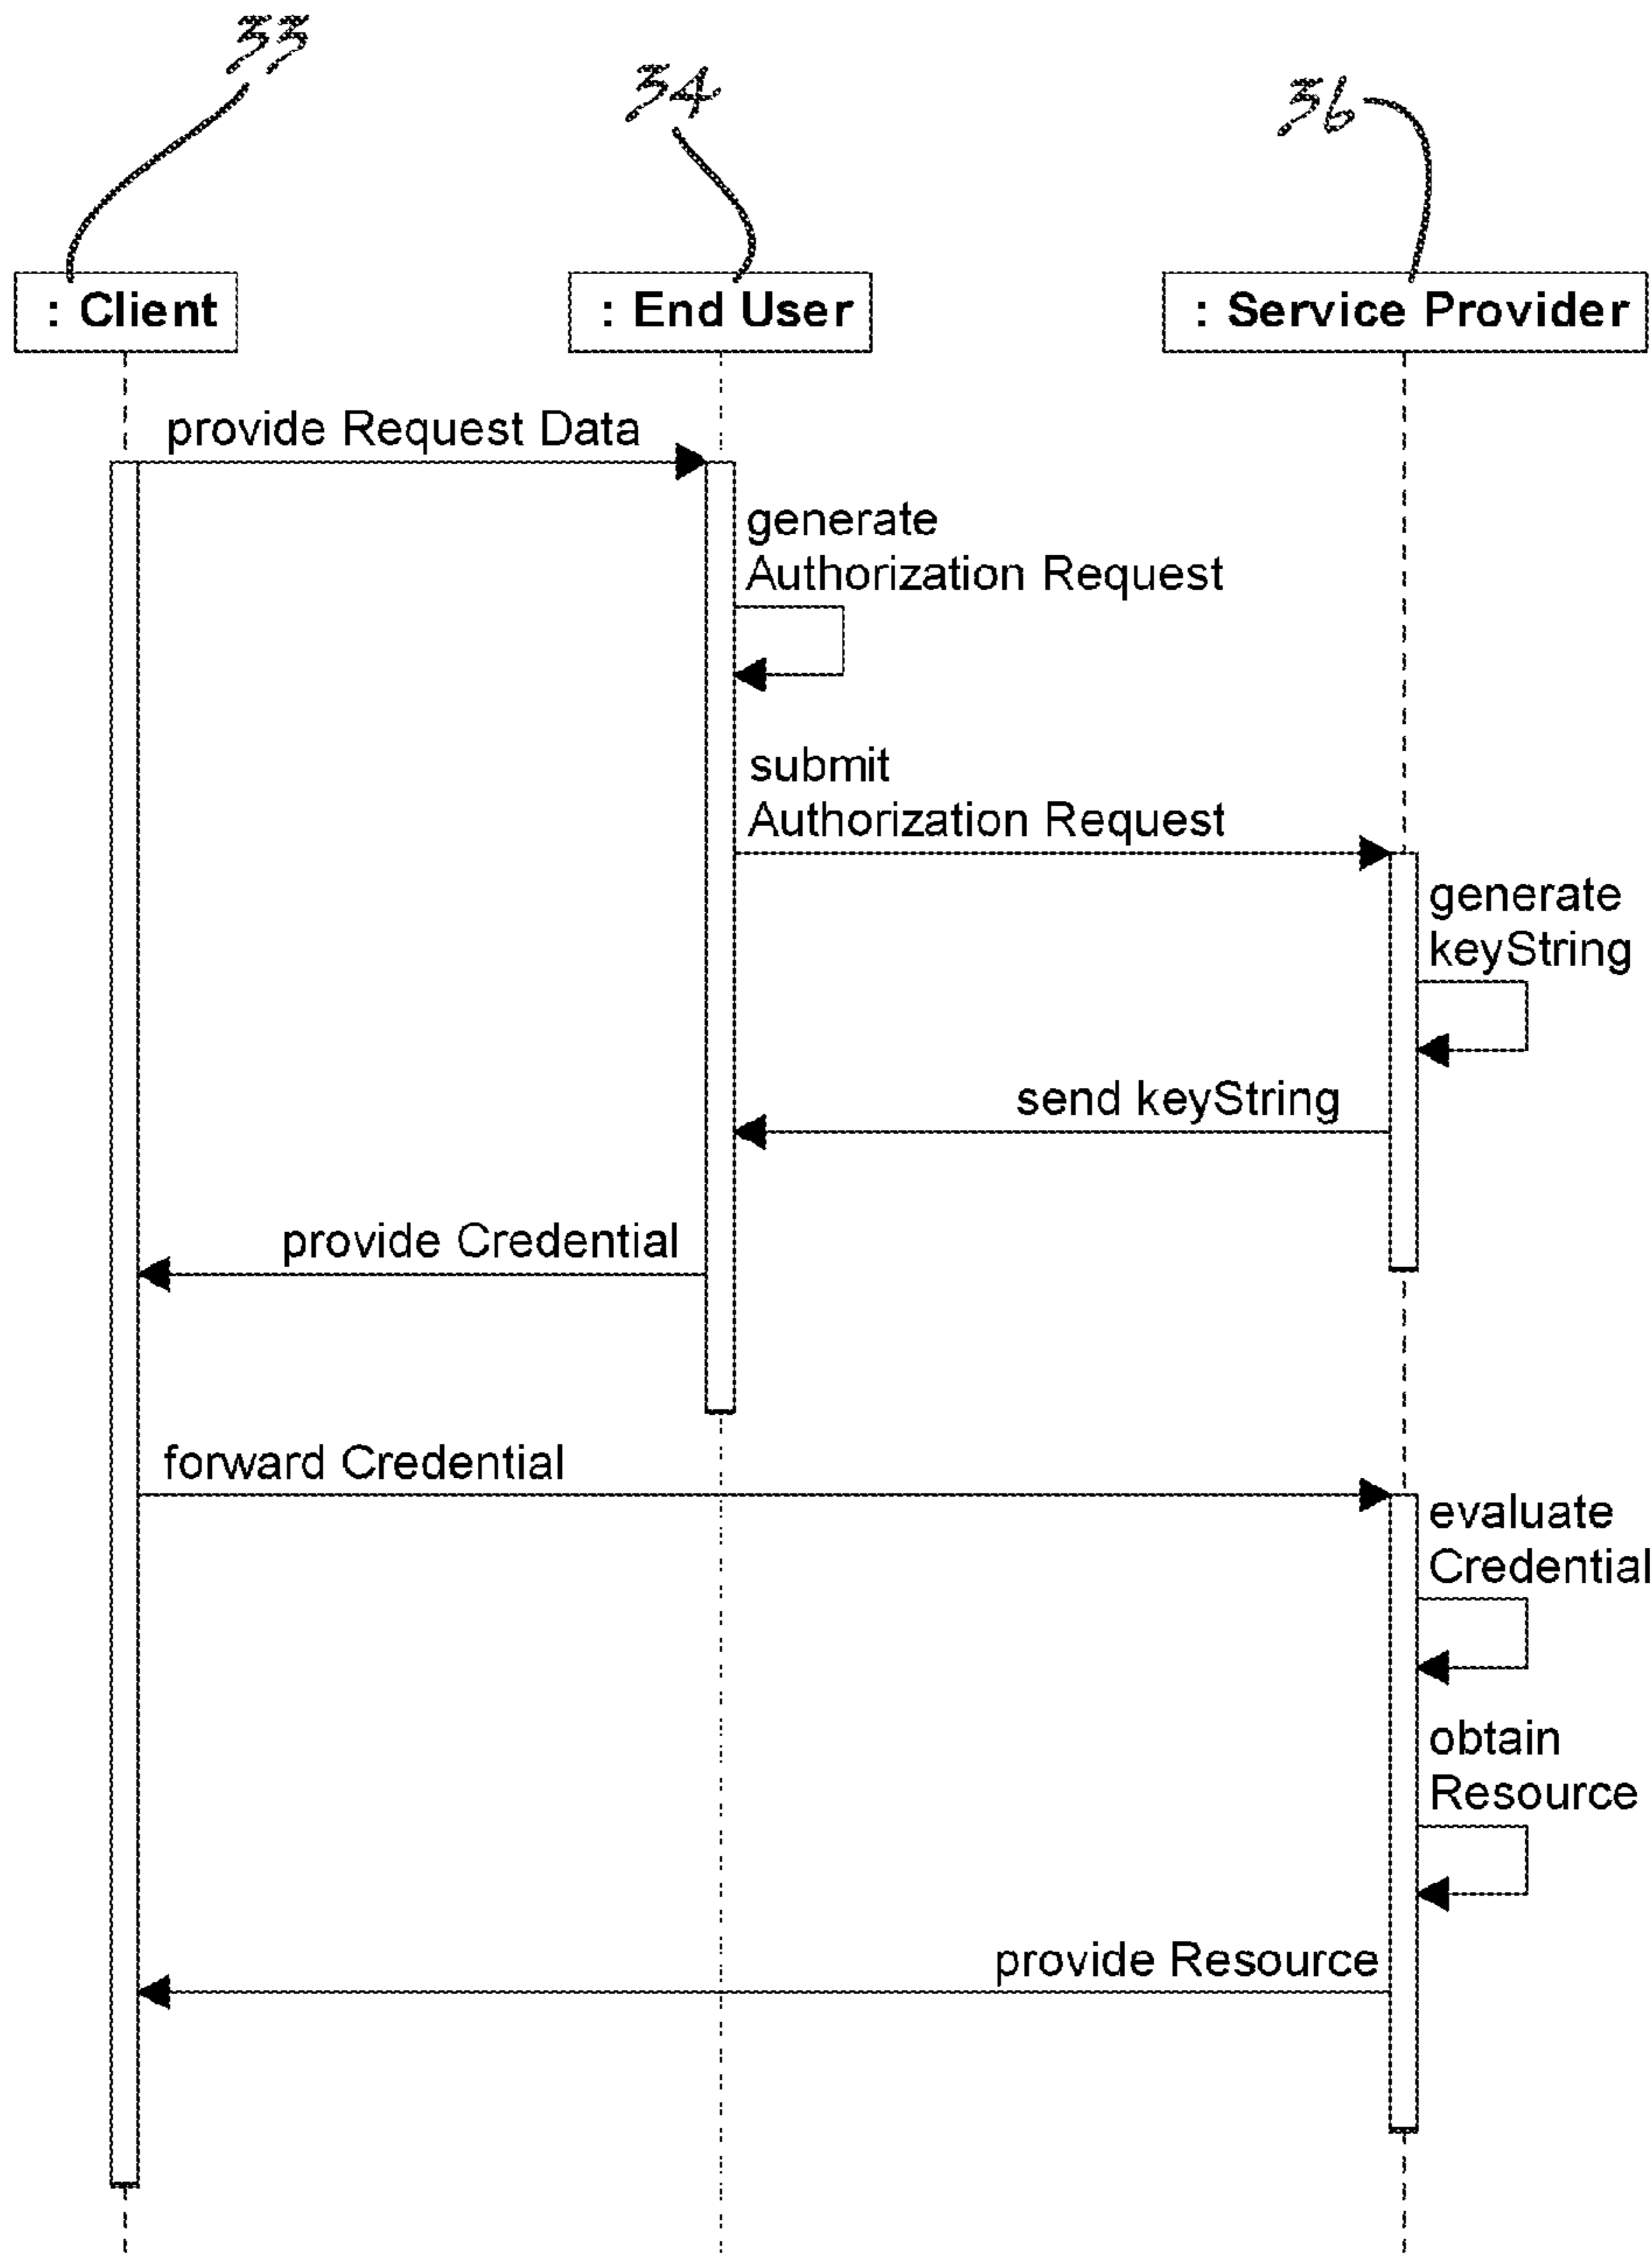 33
34
36
: Client
: End User
: Service Provider
provide Request Data
generate
Authorization Request
submit
Authorization Request
generate
keyString
send keyString
provide Credential
forward Credential
evaluate
Credential
obtain
Resource
provide Resource